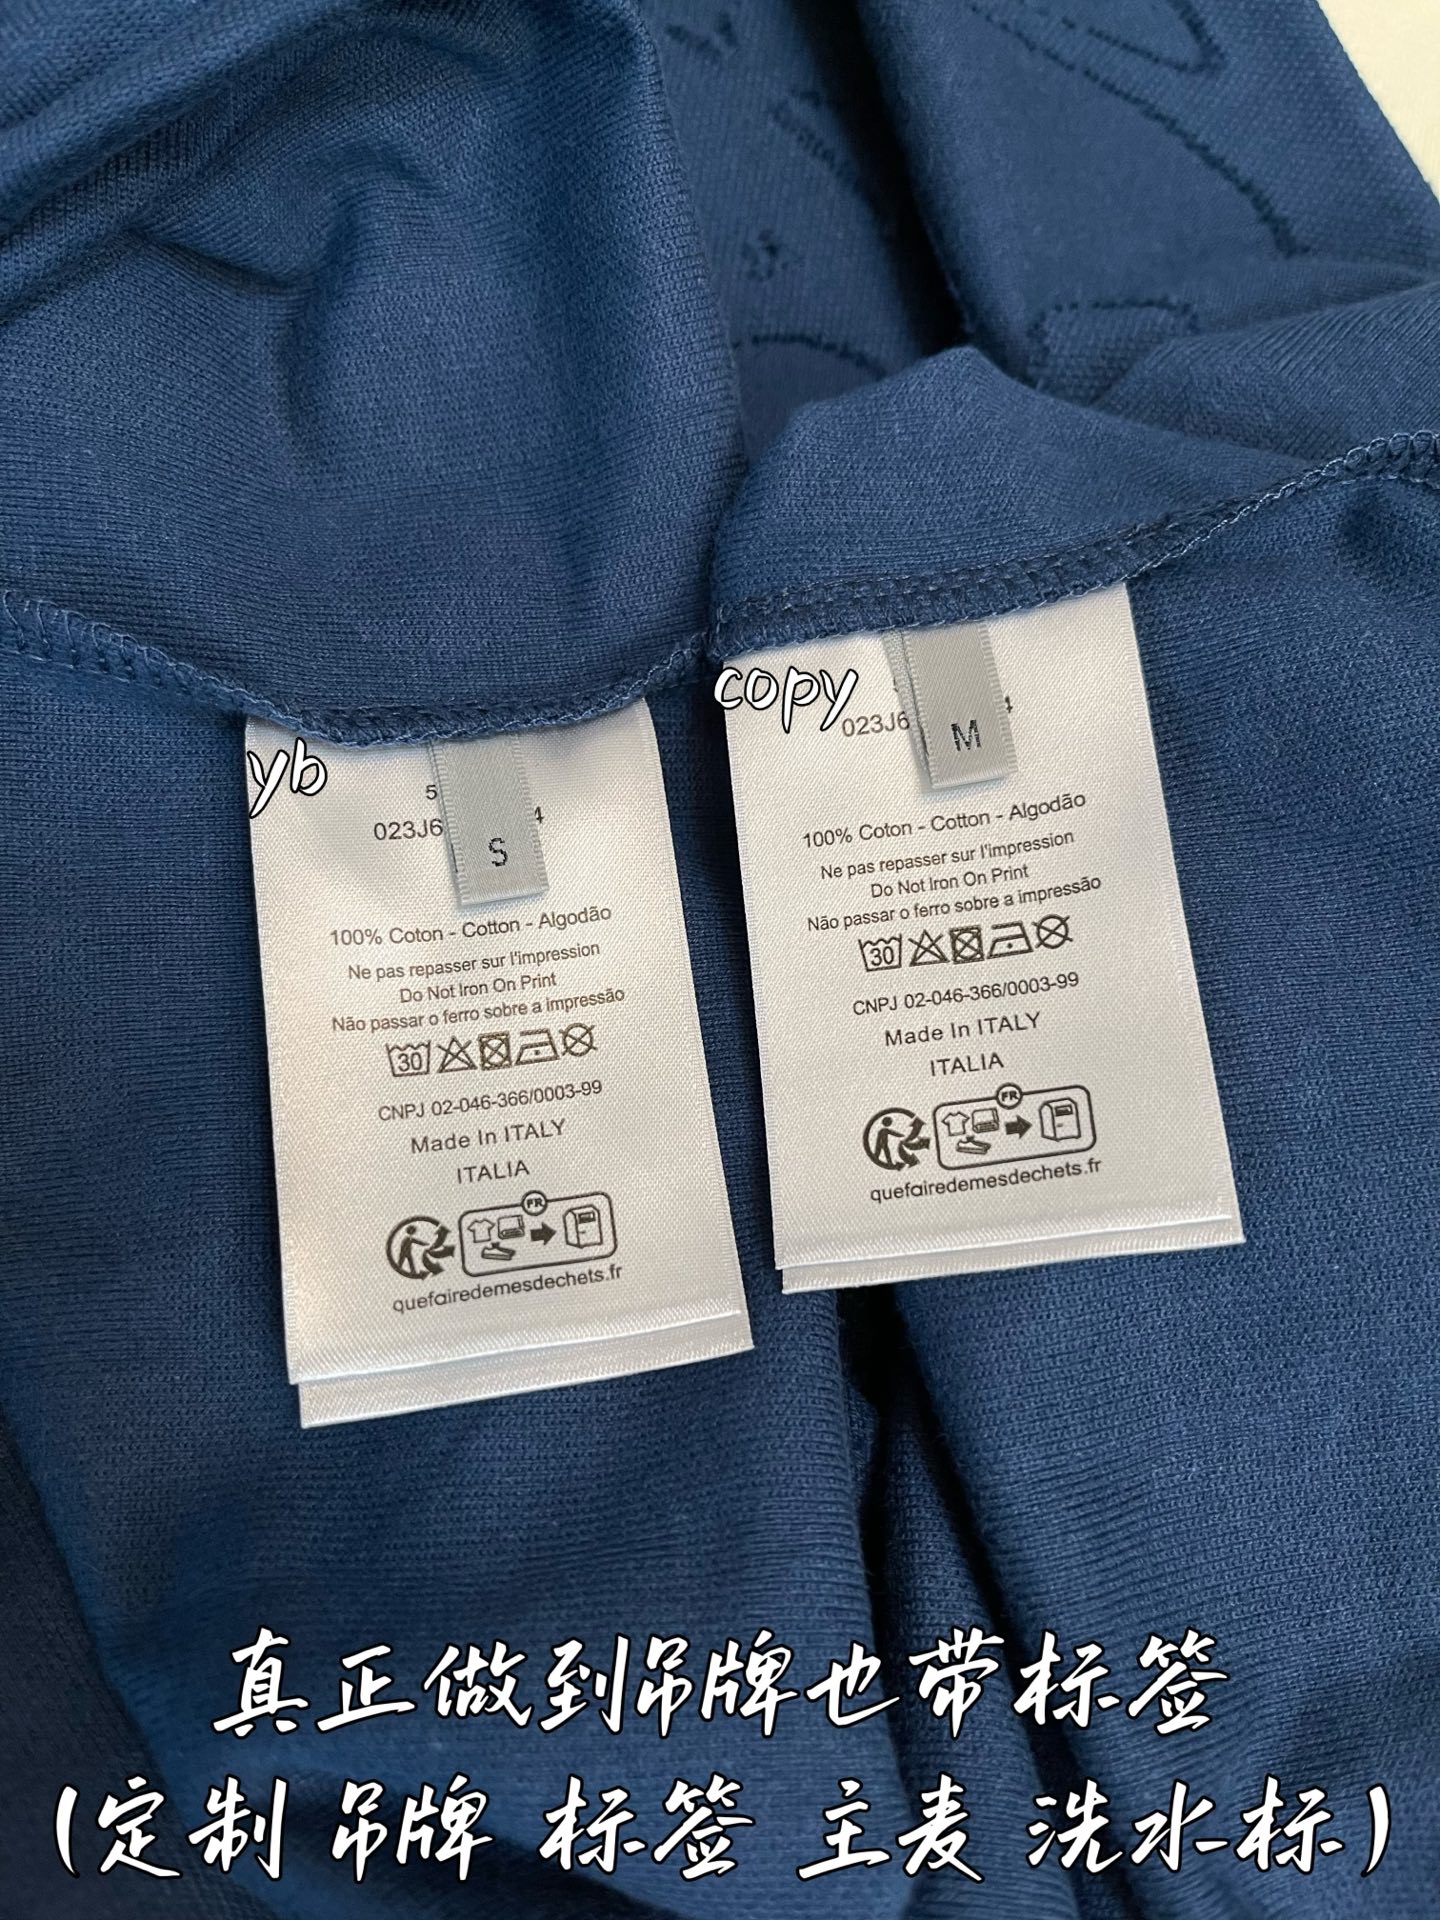 yb
5
023J6
4
S
100% Coton - Cotton - Algodão
Ne pas repasser sur l'impression
Do Not Iron On Print
Não passar o ferro sobre a impressão
30
CNPJ 02-046-366/0003-99
Made In ITALY
ITALIA
FR
quefairedemesdechets.fr
copy
023J6
4
M
100% Coton - Cotton - Algodão
Ne pas repasser sur l'impression
Do Not Iron On Print
Não passar o ferro sobre a impressão
30
CNPJ 02-046-366/0003-99
Made In ITALY
ITALIA
FR
quefairedemesdechets.fr
真正做到吊牌也带标签
(定制 吊牌 标签 主麦 洗水标)